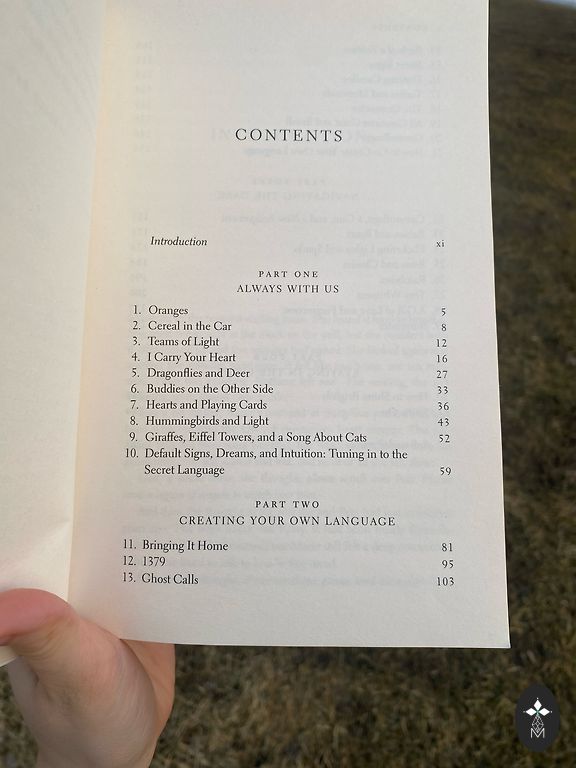 CONTENTS
Introduction xi
PART ONE
ALWAYS WITH US
1. Oranges 5
2. Cereal in the Car 8
3. Teams of Light 12
4. I Carry Your Heart 16
5. Dragonflies and Deer 27
6. Buddies on the Other Side 33
7. Hearts and Playing Cards 36
8. Hummingbirds and Light 43
9. Giraffes, Eiffel Towers, and a Song About Cats 52
10. Default Signs, Dreams, and Intuition: Tuning in to the
Secret Language 59
PART TWO
CREATING YOUR OWN LANGUAGE
11. Bringing It Home 81
12. 1379 95
13. Ghost Calls 103
M